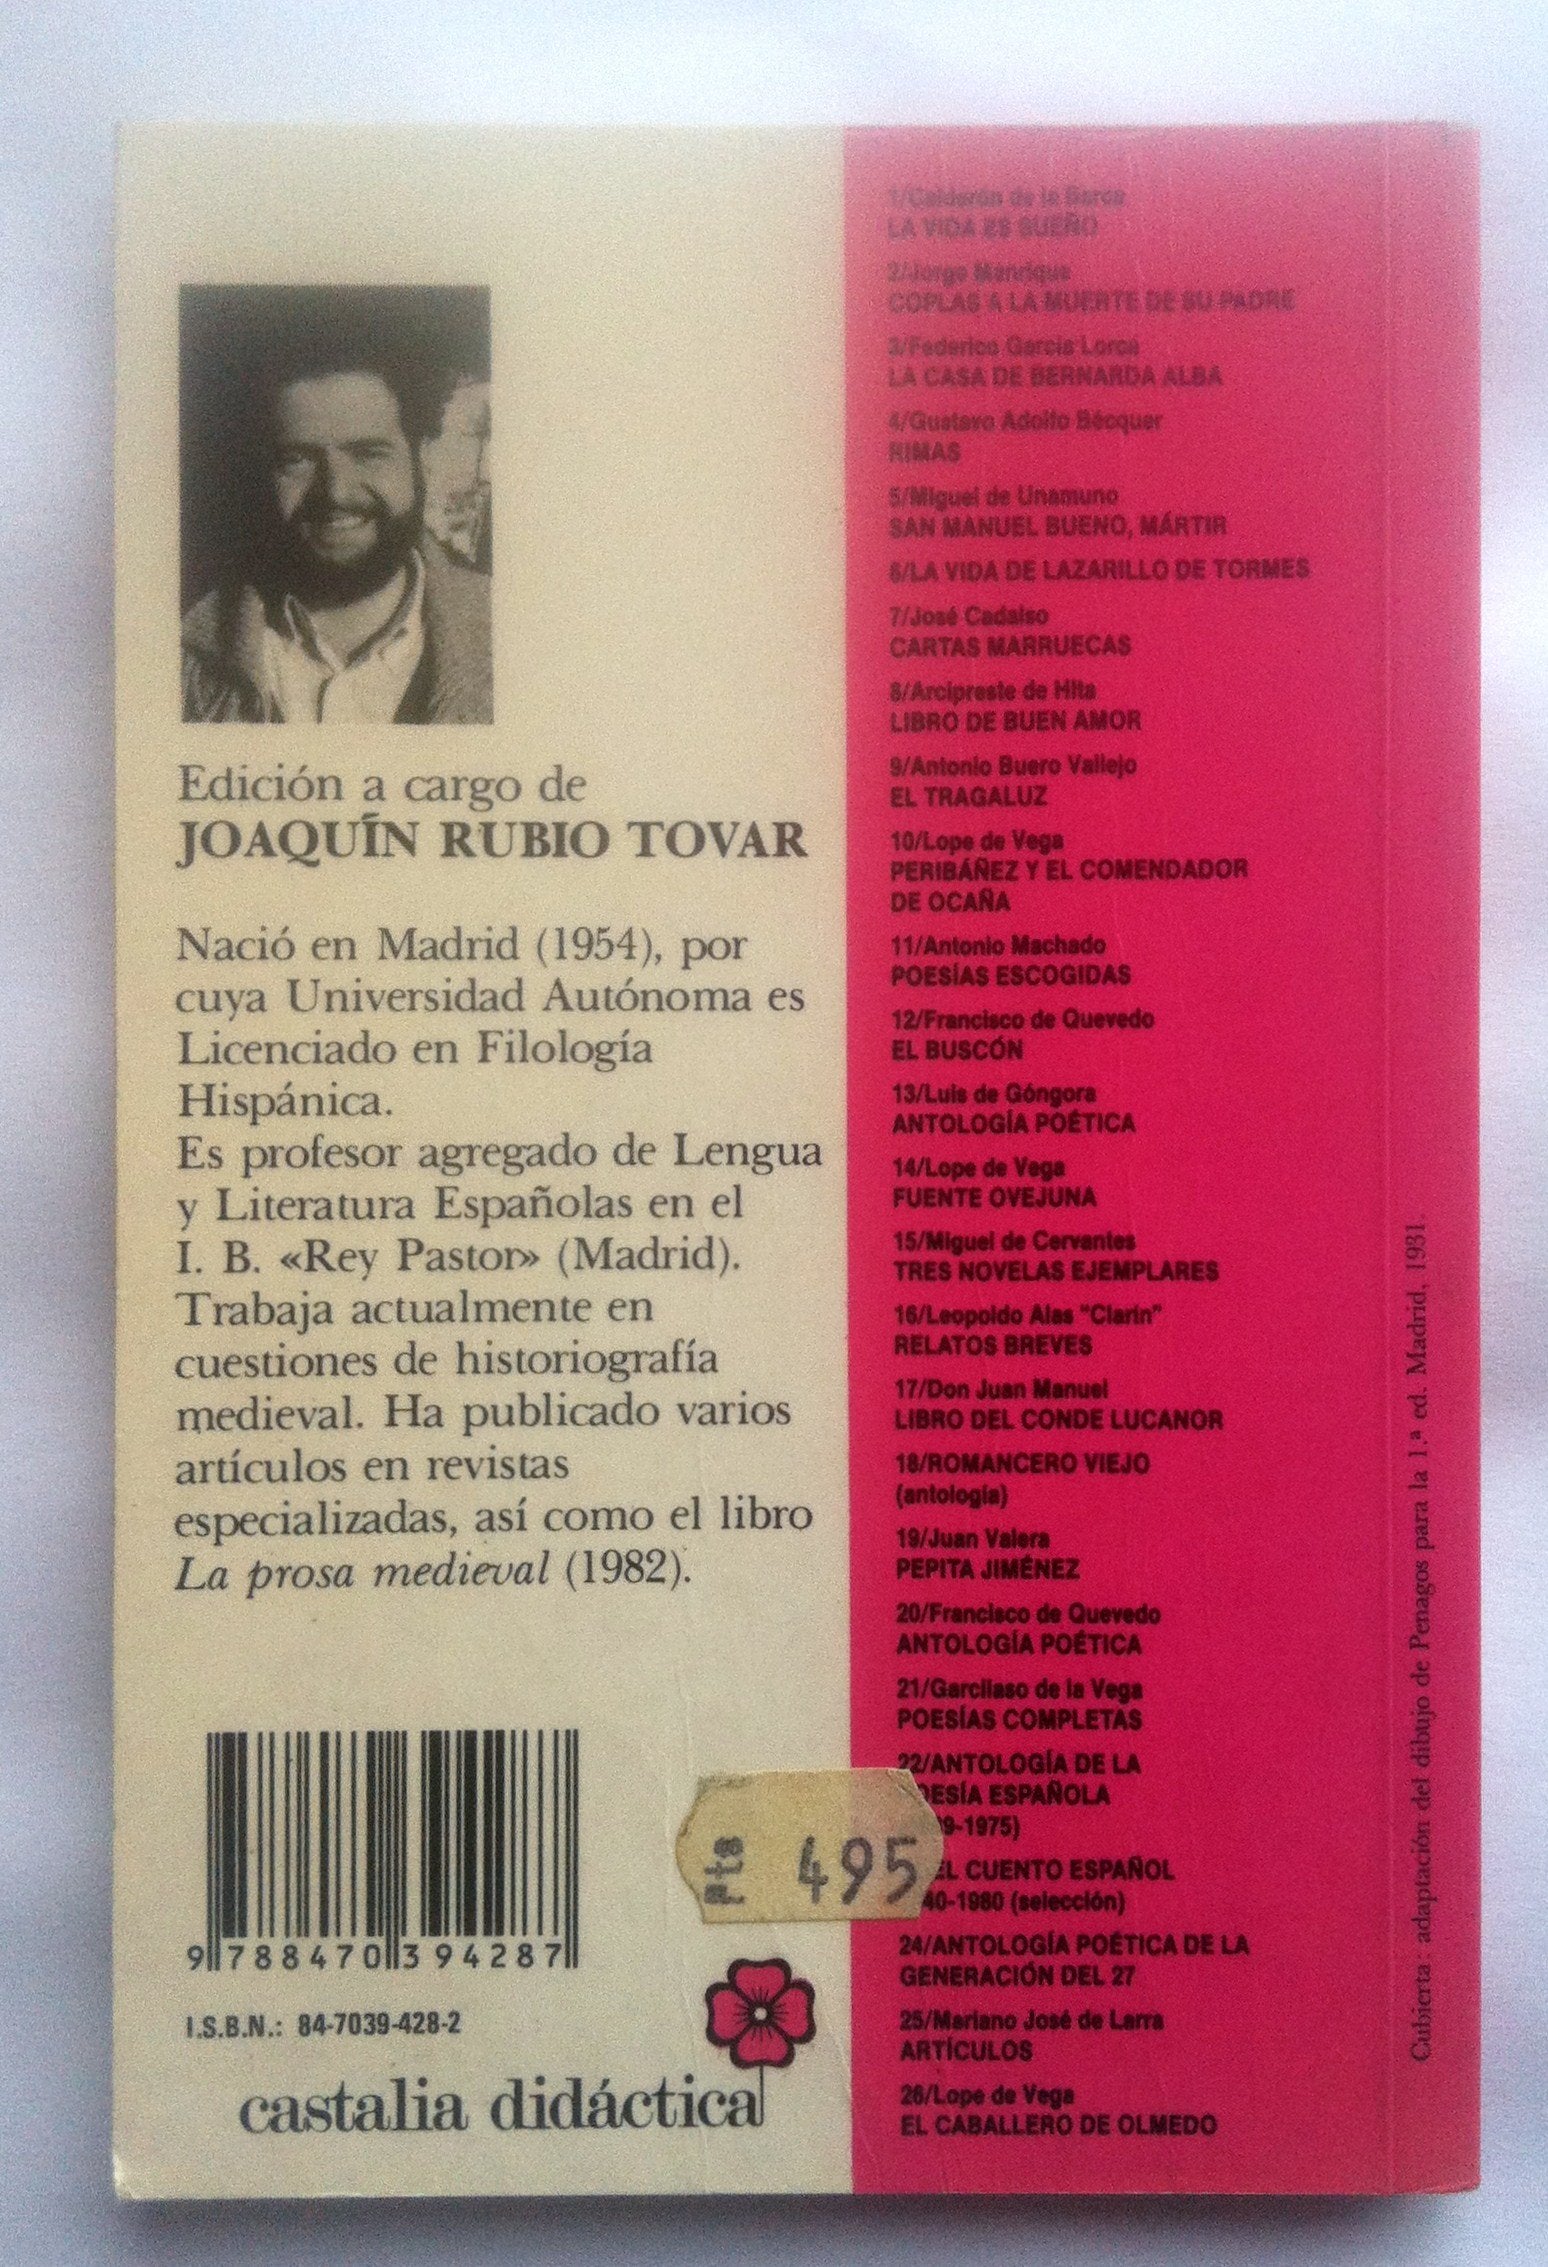 Edición a cargo de
JOAQUÍN RUBIO TOVAR
Nació en Madrid (1954), por
cuya Universidad Autónoma es
Licenciado en Filología
Hispánica.
Es profesor agregado de Lengua
y Literatura Españolas en el
I. B. «Rey Pastor» (Madrid).
Trabaja actualmente en
cuestiones de historiografía
medieval. Ha publicado varios
artículos en revistas
especializadas, así como el libro
La prosa medieval (1982).
9 788470 394287
I.S.B.N.: 84-7039-428-2
castalia didáctica
Pts 495
1/Calderón de la Barca
LA VIDA ES SUEÑO
2/Jorge Manrique
COPLAS A LA MUERTE DE SU PADRE
3/Federico García Lorca
LA CASA DE BERNARDA ALBA
4/Gustavo Adolfo Bécquer
RIMAS
5/Miguel de Unamuno
SAN MANUEL BUENO, MÁRTIR
6/LA VIDA DE LAZARILLO DE TORMES
7/José Cadalso
CARTAS MARRUECAS
8/Arcipreste de Hita
LIBRO DE BUEN AMOR
9/Antonio Buero Vallejo
EL TRAGALUZ
10/Lope de Vega
PERIBÁÑEZ Y EL COMENDADOR
DE OCAÑA
11/Antonio Machado
POESÍAS ESCOGIDAS
12/Francisco de Quevedo
EL BUSCÓN
13/Luis de Góngora
ANTOLOGÍA POÉTICA
14/Lope de Vega
FUENTE OVEJUNA
15/Miguel de Cervantes
TRES NOVELAS EJEMPLARES
16/Leopoldo Alas "Clarín"
RELATOS BREVES
17/Don Juan Manuel
LIBRO DEL CONDE LUCANOR
18/ROMANCERO VIEJO
(antología)
19/Juan Valera
PEPITA JIMÉNEZ
20/Francisco de Quevedo
ANTOLOGÍA POÉTICA
21/Garcilaso de la Vega
POESÍAS COMPLETAS
22/ANTOLOGÍA DE LA
ESÍA ESPAÑOLA
9-1975)
EL CUENTO ESPAÑOL
40-1980 (selección)
24/ANTOLOGÍA POÉTICA DE LA
GENERACIÓN DEL 27
25/Mariano José de Larra
ARTÍCULOS
26/Lope de Vega
EL CABALLERO DE OLMEDO
Cubierta: adaptación del dibujo de Penagos para la 1.ª ed. Madrid, 1931.